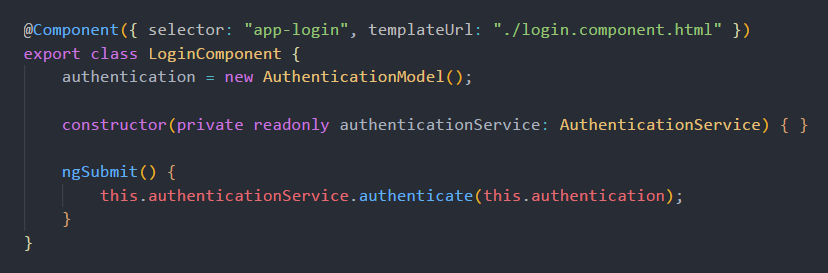 @Component({ selector: "app-login", templateUrl: "./login.component.html" })
export class LoginComponent {
    authentication = new AuthenticationModel();

    constructor(private readonly authenticationService: AuthenticationService) { }

    ngSubmit() {
        this.authenticationService.authenticate(this.authentication);
    }
}